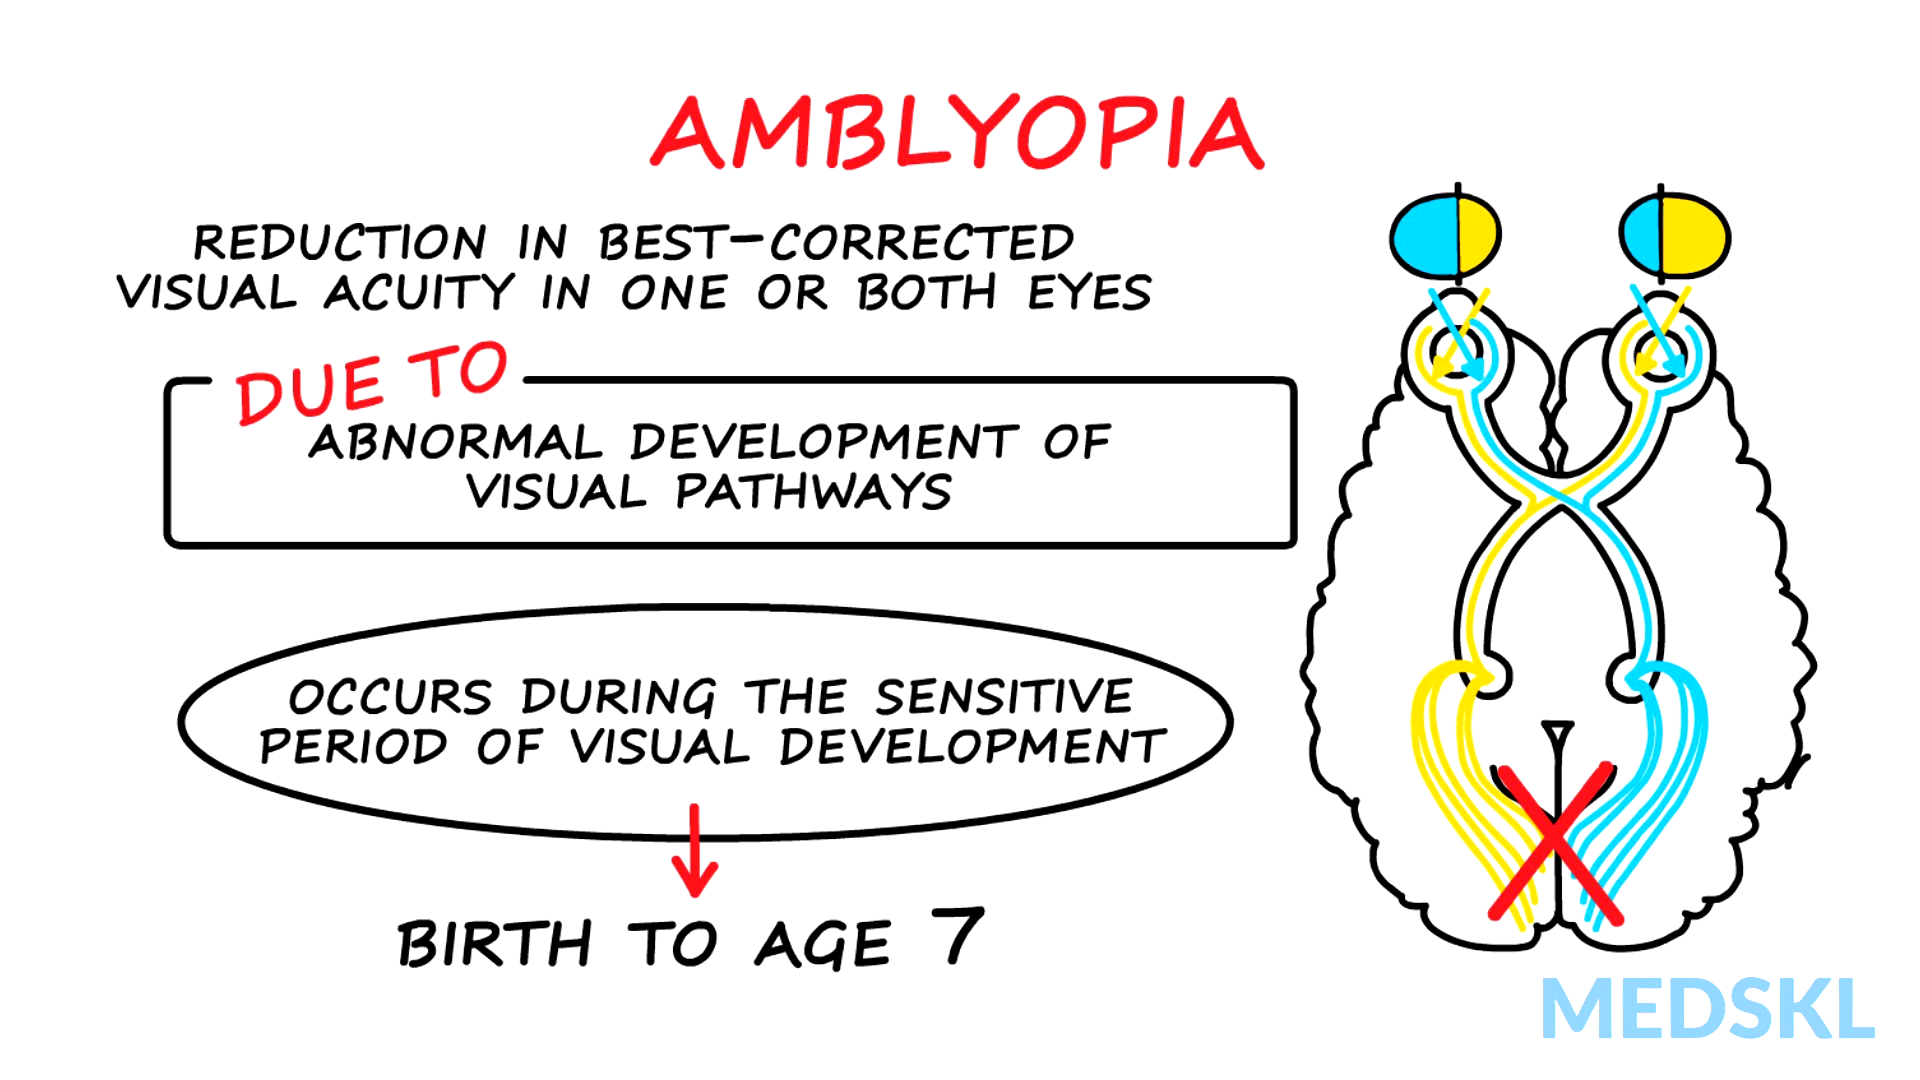 AMBLYOPIA
REDUCTION IN BEST-CORRECTED
VISUAL ACUITY IN ONE OR BOTH EYES
DUE TO
ABNORMAL DEVELOPMENT OF
VISUAL PATHWAYS
OCCURS DURING THE SENSITIVE
PERIOD OF VISUAL DEVELOPMENT
BIRTH TO AGE 7
MEDSKL